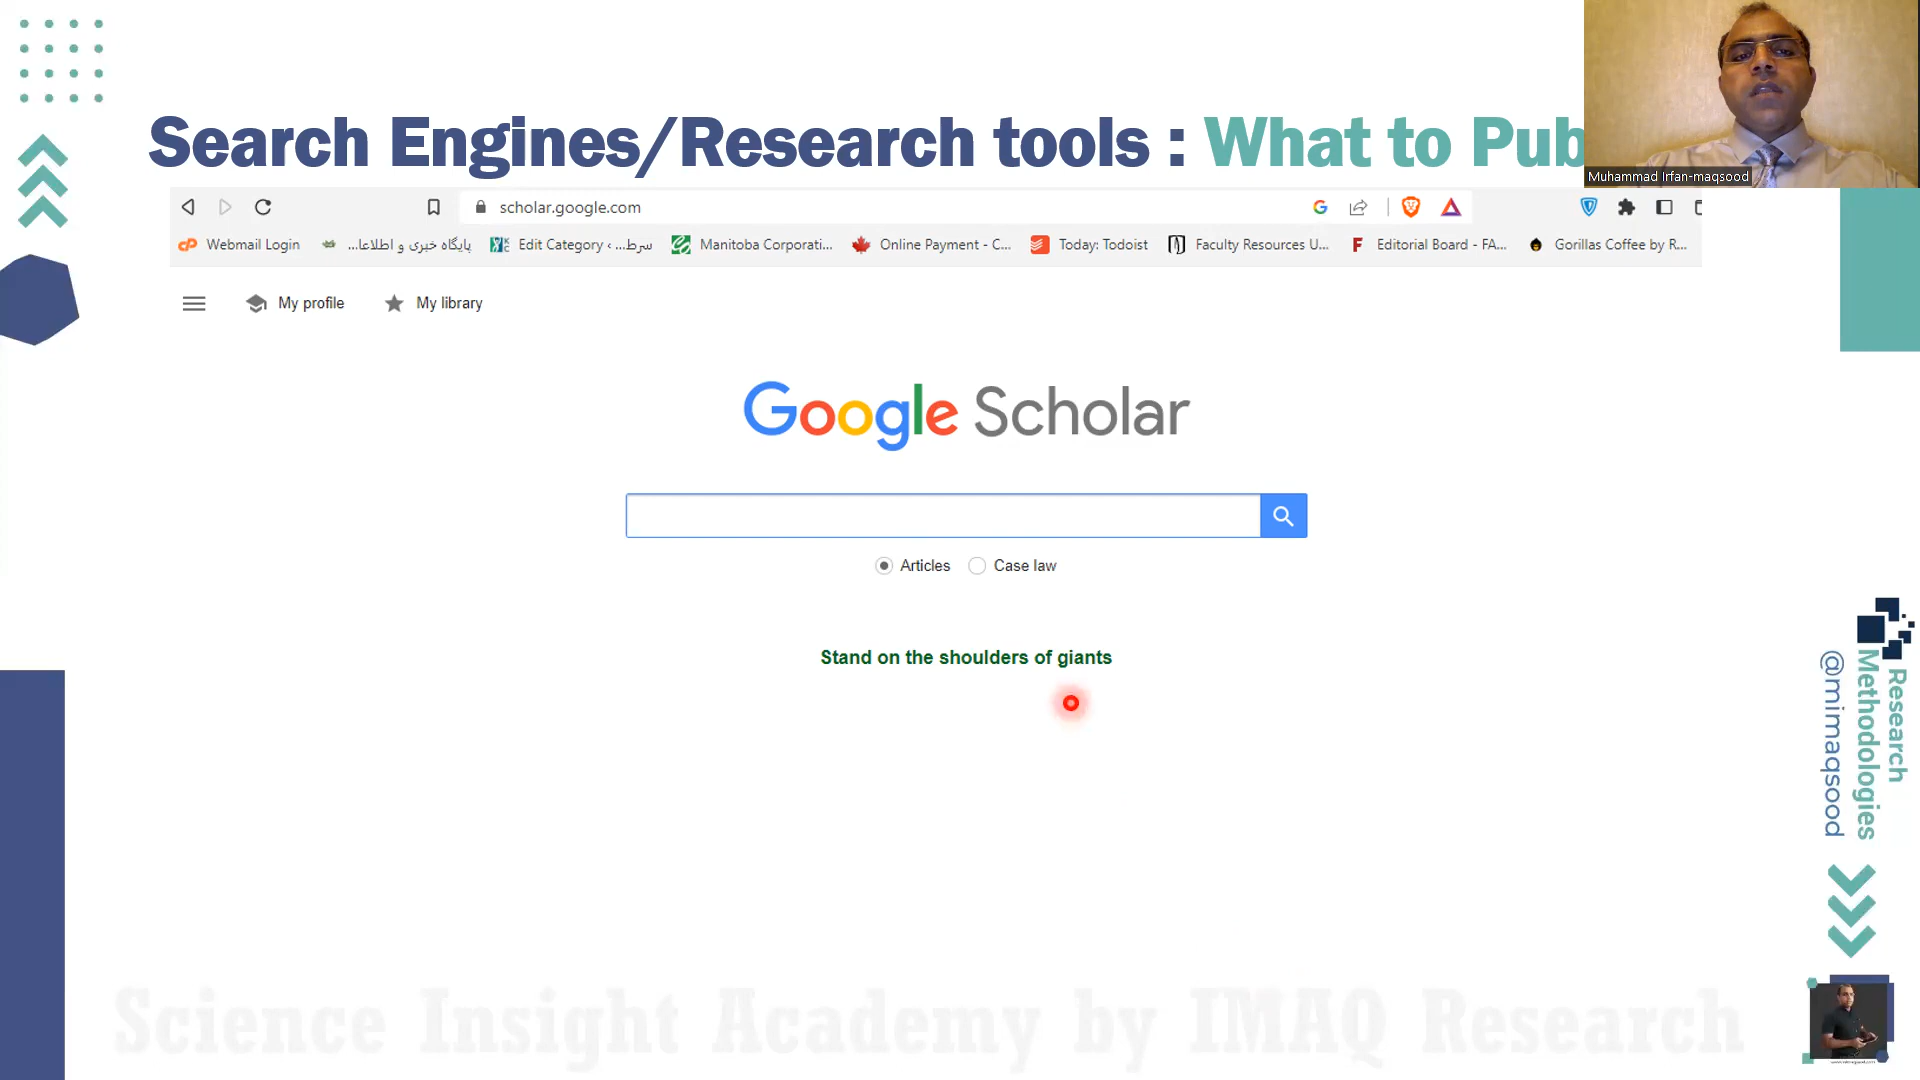 Search Engines/Research tools : What to Pub
Muhammad Irfan-maqsood
scholar.google.com
Webmail Login
پایگاه خبری و اطلاعا...
Edit Category ‹ ...سرط
Manitoba Corporati...
Online Payment - C...
Today: Todoist
Faculty Resources U...
Editorial Board - FA...
Gorillas Coffee by R...
My profile
My library
Google Scholar
Articles
Case law
Stand on the shoulders of giants
Research
Methodologies
@mimaqsood
Science Insight Academy by IMAQ Research